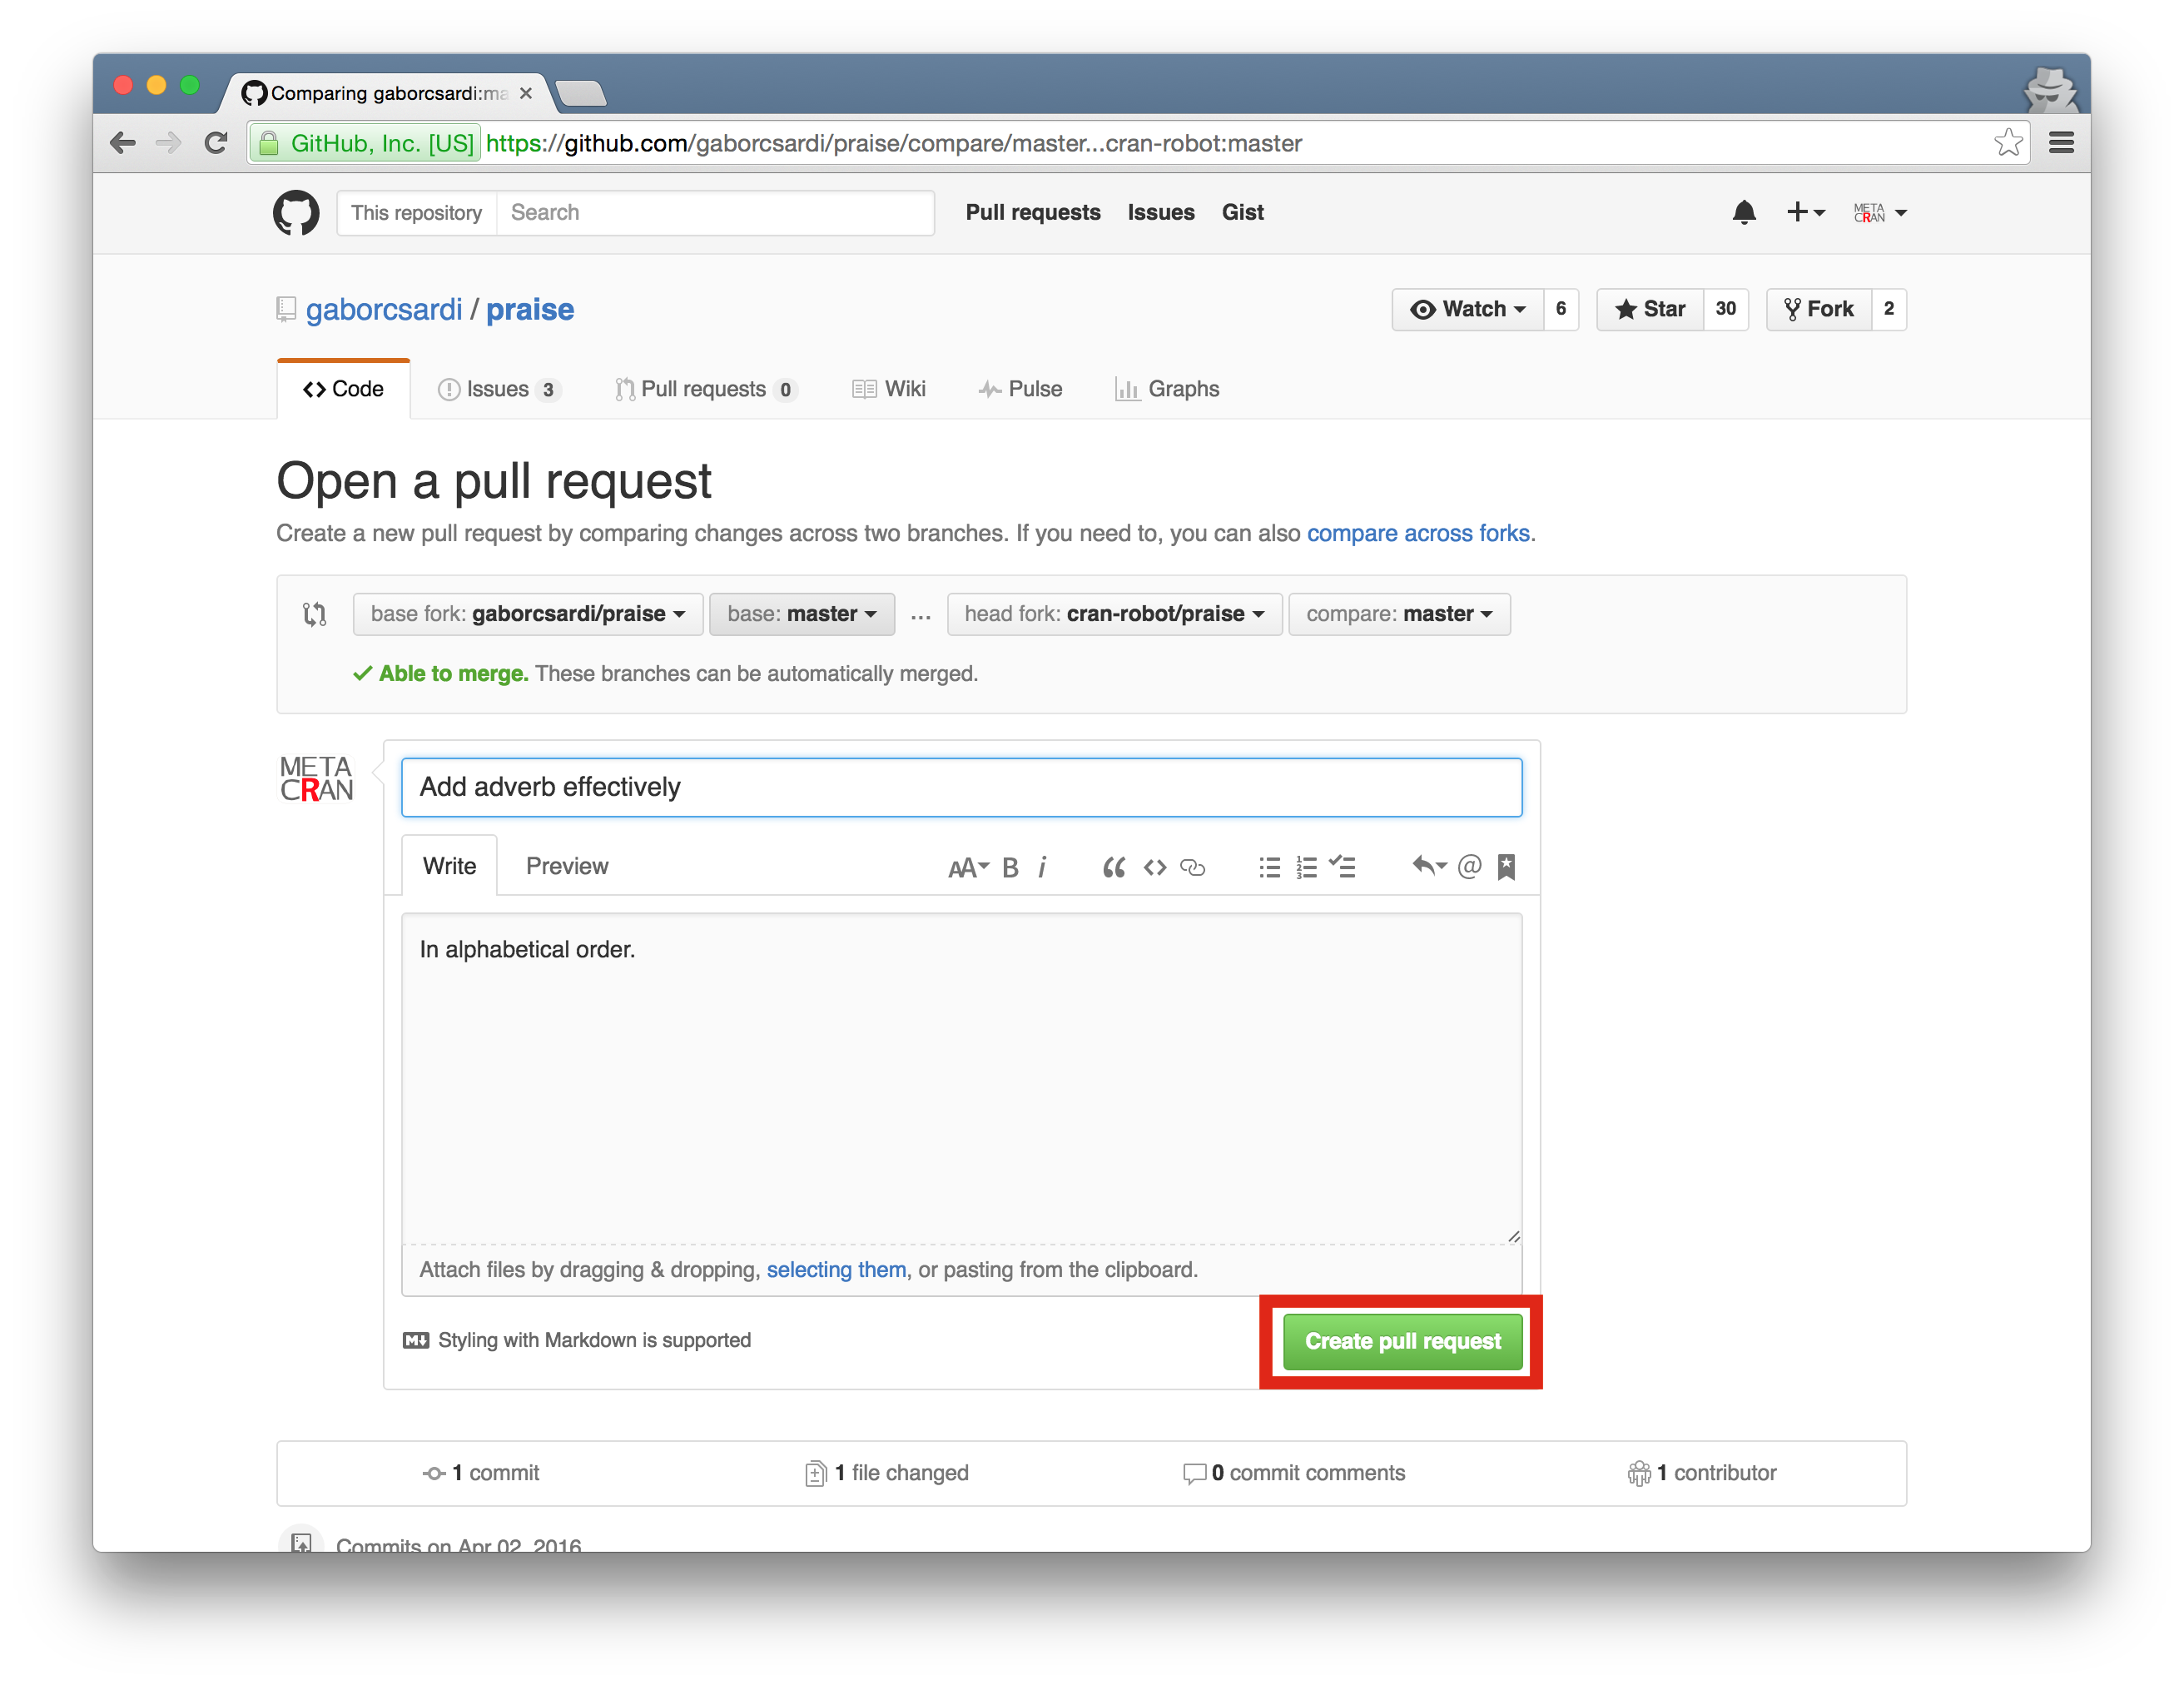 Comparing gaborcsardi:ma
GitHub, Inc. [US] https://github.com/gaborcsardi/praise/compare/master...cran-robot:master
This repository Search Pull requests Issues Gist META CRAN
gaborcsardi / praise Watch 6 Star 30 Fork 2
Code Issues 3 Pull requests 0 Wiki Pulse Graphs
Open a pull request
Create a new pull request by comparing changes across two branches. If you need to, you can also compare across forks.
base fork: gaborcsardi/praise base: master ... head fork: cran-robot/praise compare: master
Able to merge. These branches can be automatically merged.
META
CRAN
Add adverb effectively
Write Preview AA B i “ <> @
In alphabetical order.
Attach files by dragging & dropping, selecting them, or pasting from the clipboard.
M Styling with Markdown is supported Create pull request
1 commit 1 file changed 0 commit comments 1 contributor
Commits on Apr 02, 2016